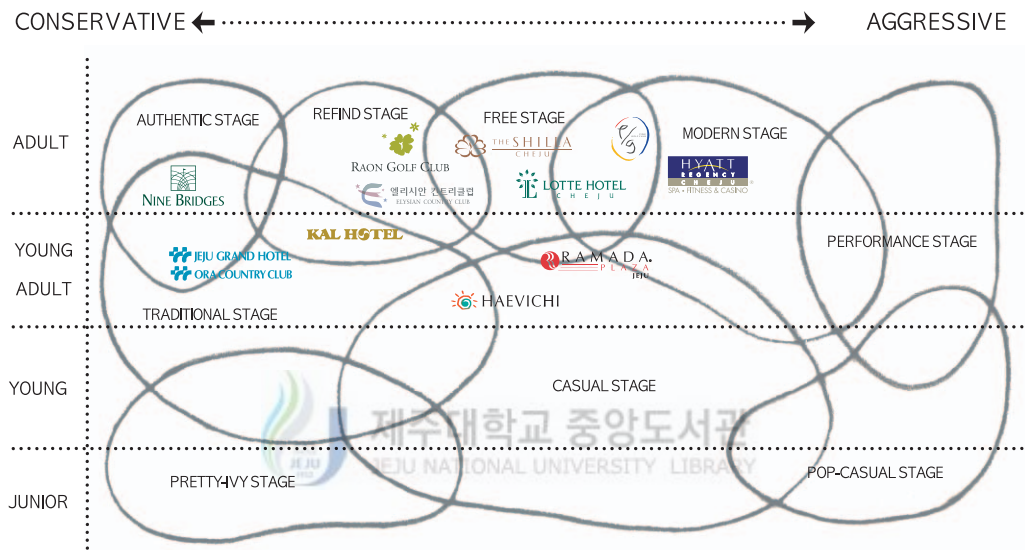 CONSERVATIVE
AGGRESSIVE
ADULT
AUTHENTIC STAGE
REFIND STAGE
FREE STAGE
MODERN STAGE
RAON GOLF CLUB
THE SHILLA
CHEJU
HYATT
REGENCY
CHEJU
SPA • FITNESS & CASINO
NINE BRIDGES
엘리시안 컨트리클럽
ELYSIAN COUNTRY CLUB
LOTTE HOTEL
CHEJU
YOUNG
ADULT
KAL HOTEL
JEJU GRAND HOTEL
ORA COUNTRY CLUB
RAMADA.
PLAZA
JEJU
PERFORMANCE STAGE
HAEVICHI
TRADITIONAL STAGE
YOUNG
CASUAL STAGE
제주대학교 중앙도서관
JEJU NATIONAL UNIVERSITY LIBRARY
JEJU
1952
JUNIOR
PRETTY-IVY STAGE
POP-CASUAL STAGE